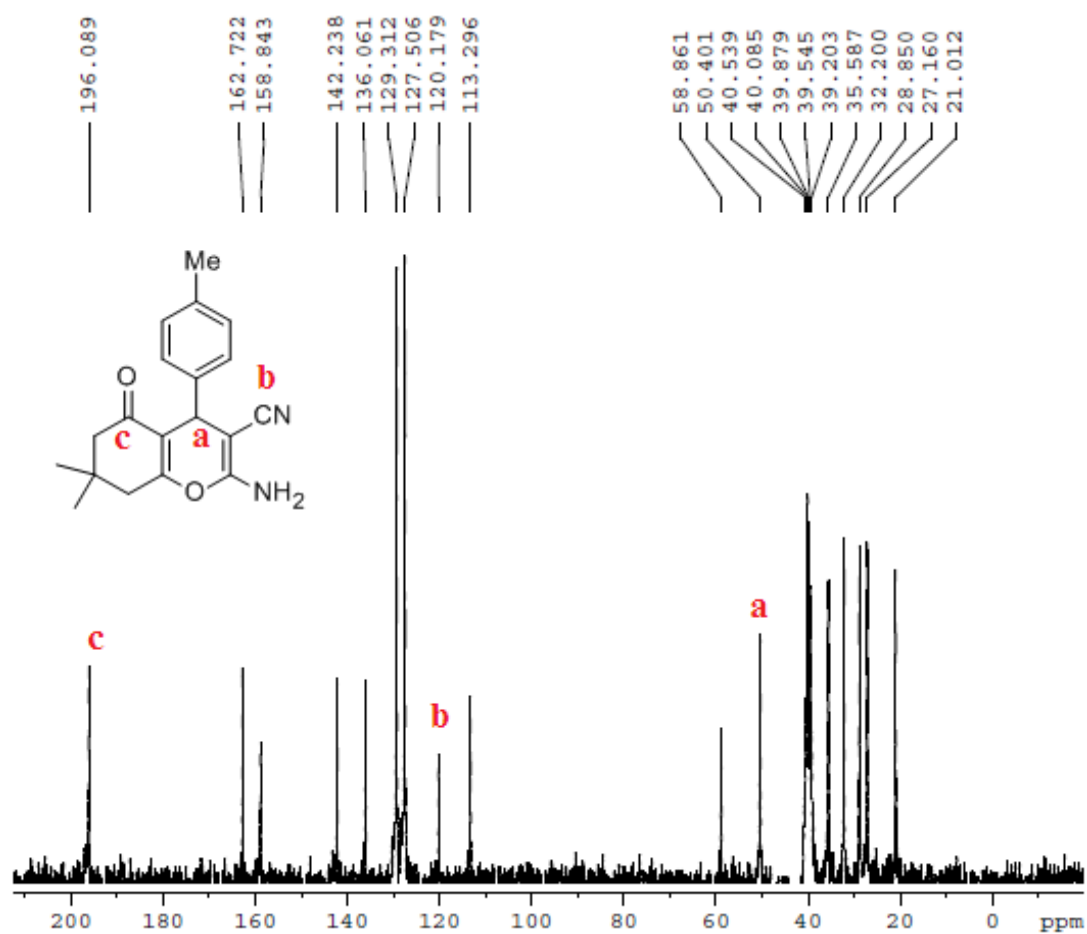 196.089
162.722
158.843
142.238
136.061
129.312
127.506
120.179
113.296
58.861
50.401
40.539
40.085
39.879
39.545
39.203
35.587
32.200
28.850
27.160
21.012
Me
O
b
CN
c
a
O
NH2
c
b
a
200 180 160 140 120 100 80 60 40 20 0 ppm